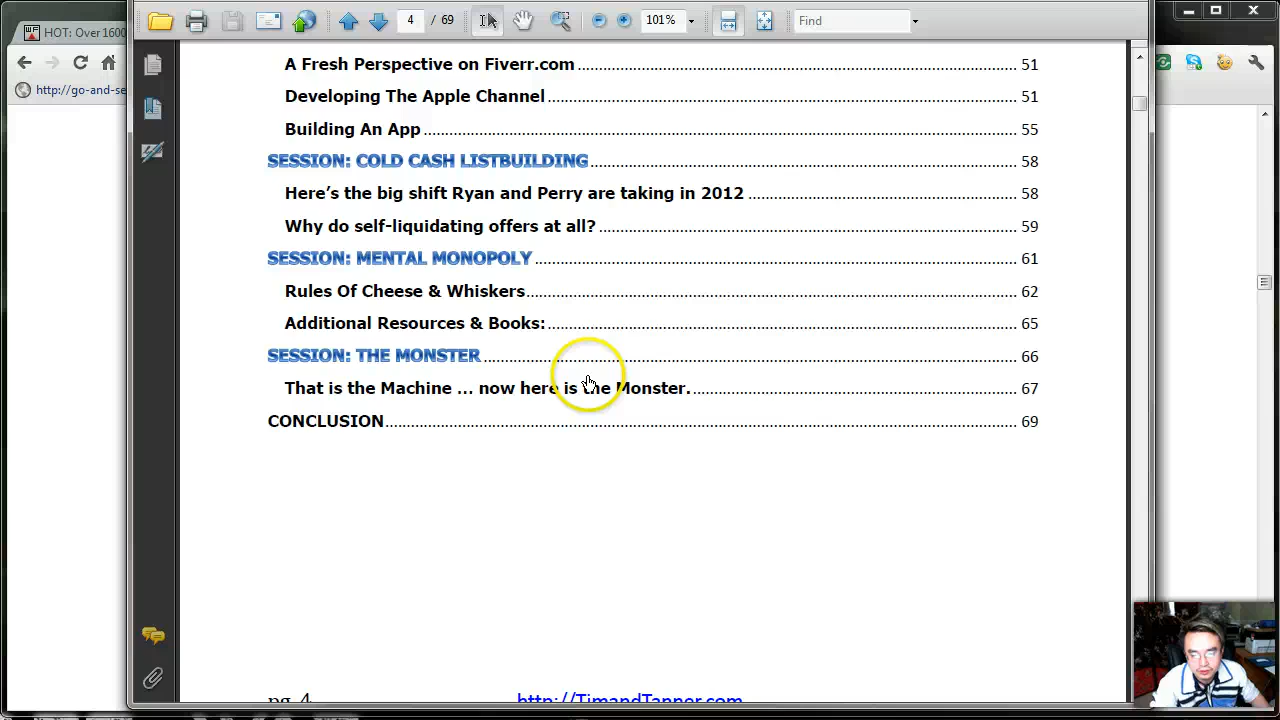 HOT: Over 1600
http://go-and-se
4 / 69
101%
Find
A Fresh Perspective on Fiverr.com 51
Developing The Apple Channel 51
Building An App 55
SESSION: COLD CASH LISTBUILDING 58
Here’s the big shift Ryan and Perry are taking in 2012 58
Why do self-liquidating offers at all? 59
SESSION: MENTAL MONOPOLY 61
Rules Of Cheese & Whiskers 62
Additional Resources & Books: 65
SESSION: THE MONSTER 66
That is the Machine ... now here is the Monster. 67
CONCLUSION 69
pg. 4 http://TimandTanner.com